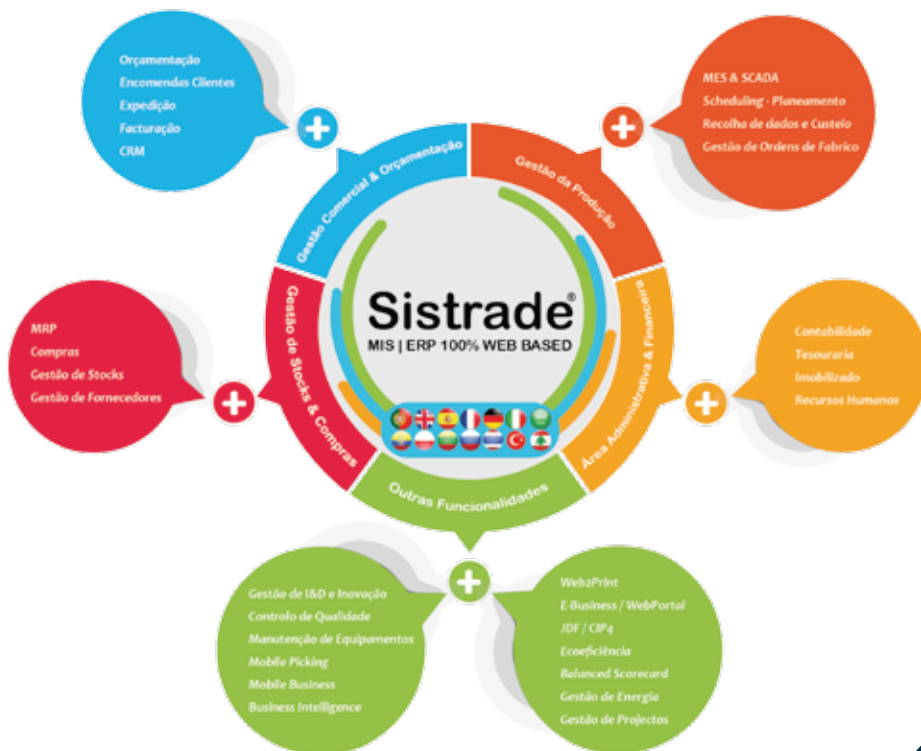 Orçamentação
Encomendas Clientes
Expedição
Facturação
CRM
MES & SCADA
Scheduling - Planeamento
Recolha de dados e Custeio
Gestão de Ordens de Fabrico
Gestão Comercial & Orçamentação
Gestão da Produção
Gestão de Stocks & Compras
Sistrade®
MIS | ERP 100% WEB BASED
Área Administrativa & Financeira
MRP
Compras
Gestão de Stocks
Gestão de Fornecedores
Contabilidade
Tesouraria
Imobilizado
Recursos Humanos
Outras Funcionalidades
Gestão de I&D e Inovação
Controlo de Qualidade
Manutenção de Equipamentos
Mobile Picking
Mobile Business
Business Intelligence
Web2Print
E-Business / WebPortal
JDF / CIP4
Ecoeficiência
Balanced Scorecard
Gestão de Energia
Gestão de Projectos